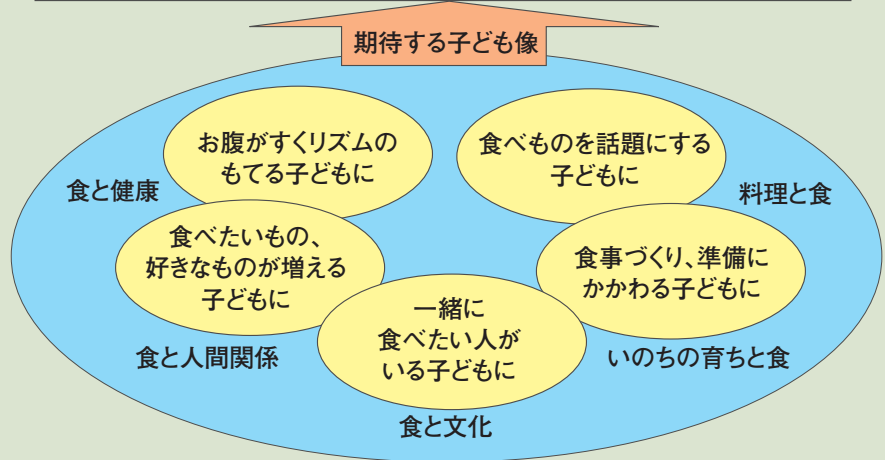 期待する子ども像
お腹がすくリズムの
もてる子どもに
食べものを話題にする
子どもに
食と健康
料理と食
食べたいもの、
好きなものが増える
子どもに
食事づくり、準備に
かかわる子どもに
一緒に
食べたい人が
いる子どもに
食と人間関係
いのちの育ちと食
食と文化